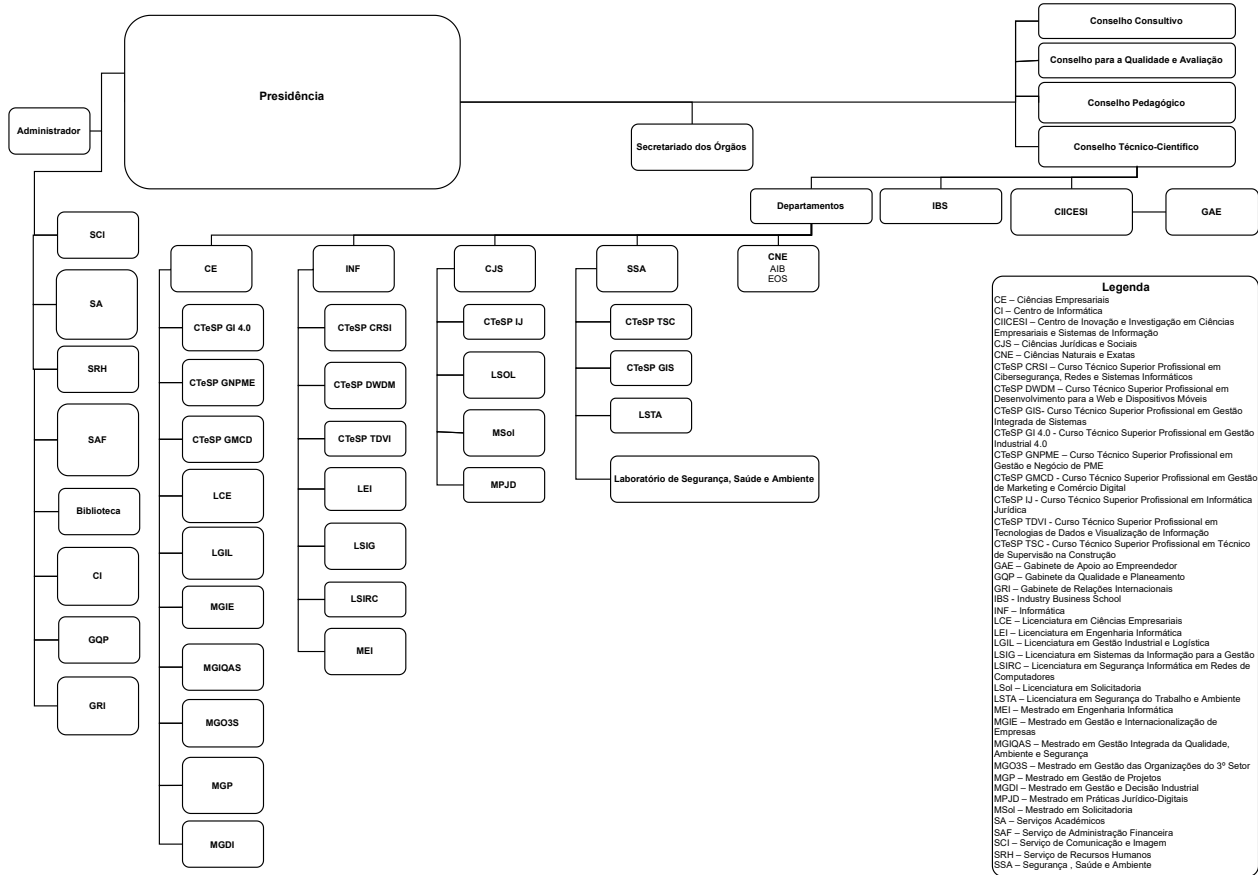 Presidência
Administrador
Secretariado dos Órgãos
Conselho Consultivo
Conselho para a Qualidade e Avaliação
Conselho Pedagógico
Conselho Técnico-Científico
Departamentos
IBS
CIICESI
GAE
SCI
SA
SRH
SAF
Biblioteca
CI
GQP
GRI
CE
CTeSP GI 4.0
CTeSP GNPME
CTeSP GMCD
LCE
LGIL
MGIE
MGIQAS
MGO3S
MGP
MGDI
INF
CTeSP CRSI
CTeSP DWDM
CTeSP TDVI
LEI
LSIG
LSIRC
MEI
CJS
CTeSP IJ
LSOL
MSol
MPJD
SSA
CTeSP TSC
CTeSP GIS
LSTA
Laboratório de Segurança, Saúde e Ambiente
CNE
AIB
EOS
Legenda
CE – Ciências Empresariais
CI – Centro de Informática
CIICESI – Centro de Inovação e Investigação em Ciências
Empresariais e Sistemas de Informação
CJS – Ciências Jurídicas e Sociais
CNE – Ciências Naturais e Exatas
CTeSP CRSI – Curso Técnico Superior Profissional em
Cibersegurança, Redes e Sistemas Informáticos
CTeSP DWDM – Curso Técnico Superior Profissional em
Desenvolvimento para a Web e Dispositivos Móveis
CTeSP GIS- Curso Técnico Superior Profissional em Gestão
Integrada de Sistemas
CTeSP GI 4.0 - Curso Técnico Superior Profissional em Gestão
Industrial 4.0
CTeSP GNPME – Curso Técnico Superior Profissional em
Gestão e Negócio de PME
CTeSP GMCD - Curso Técnico Superior Profissional em Gestão
de Marketing e Comércio Digital
CTeSP IJ - Curso Técnico Superior Profissional em Informática
Jurídica
CTeSP TDVI - Curso Técnico Superior Profissional em
Tecnologias de Dados e Visualização de Informação
CTeSP TSC - Curso Técnico Superior Profissional em Técnico
de Supervisão na Construção
GAE – Gabinete de Apoio ao Empreendedor
GQP – Gabinete da Qualidade e Planeamento
GRI – Gabinete de Relações Internacionais
IBS - Industry Business School
INF – Informática
LCE – Licenciatura em Ciências Empresariais
LEI – Licenciatura em Engenharia Informática
LGIL – Licenciatura em Gestão Industrial e Logística
LSIG – Licenciatura em Sistemas da Informação para a Gestão
LSIRC – Licenciatura em Segurança Informática em Redes de
Computadores
LSol – Licenciatura em Solicitadoria
LSTA – Licenciatura em Segurança do Trabalho e Ambiente
MEI – Mestrado em Engenharia Informática
MGIE – Mestrado em Gestão e Internacionalização de
Empresas
MGIQAS – Mestrado em Gestão Integrada da Qualidade,
Ambiente e Segurança
MGO3S – Mestrado em Gestão das Organizações do 3º Setor
MGP – Mestrado em Gestão de Projetos
MGDI – Mestrado em Gestão e Decisão Industrial
MPJD – Mestrado em Práticas Jurídico-Digitais
MSol – Mestrado em Solicitadoria
SA – Serviços Académicos
SAF – Serviço de Administração Financeira
SCI – Serviço de Comunicação e Imagem
SRH – Serviço de Recursos Humanos
SSA – Segurança , Saúde e Ambiente